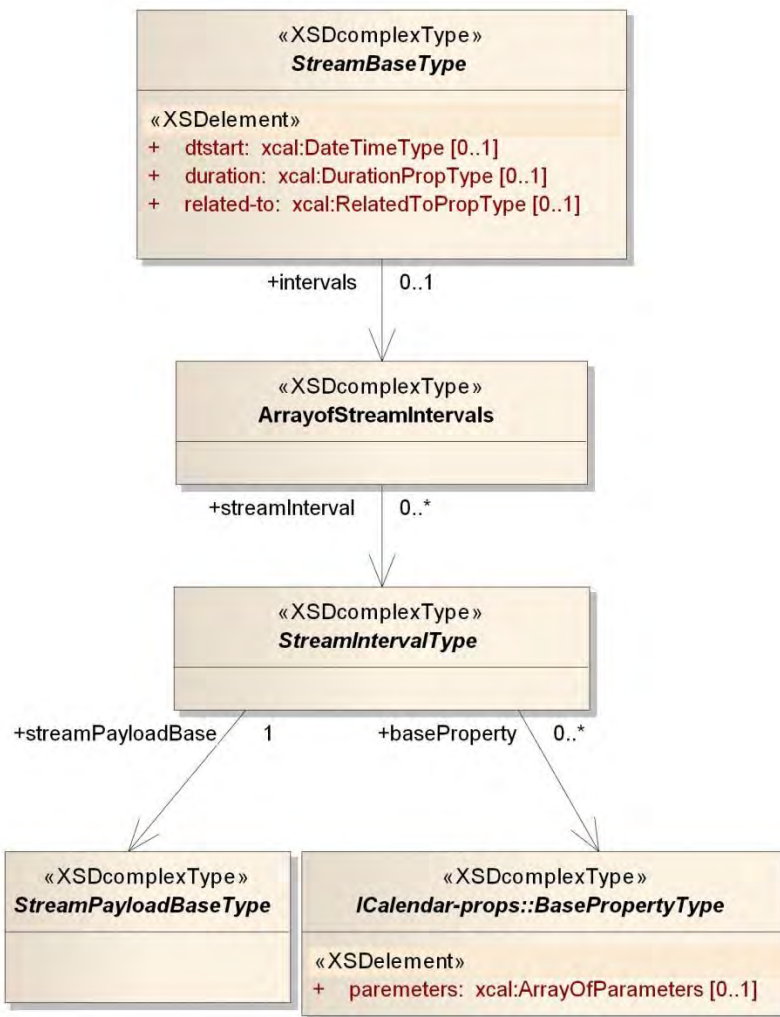 «XSDcomplexType»
StreamBaseType
«XSDelement»
+ dtstart: xcal:DateTimeType [0..1]
+ duration: xcal:DurationPropType [0..1]
+ related-to: xcal:RelatedToPropType [0..1]
+intervals 0..1
«XSDcomplexType»
ArrayofStreamIntervals
+streamInterval 0..*
«XSDcomplexType»
StreamIntervalType
+streamPayloadBase 1 +baseProperty 0..*
«XSDcomplexType»
StreamPayloadBaseType
«XSDcomplexType»
ICalendar-props::BasePropertyType
«XSDelement»
+ paremeters: xcal:ArrayOfParameters [0..1]